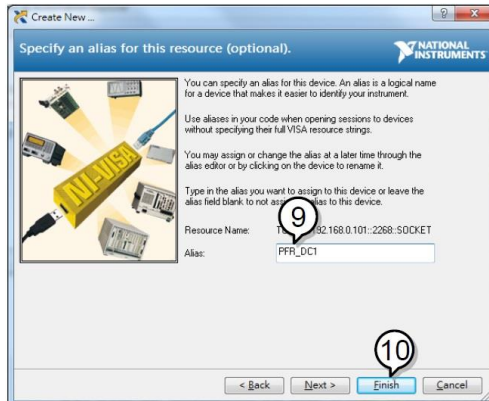 Create New ...
Specify an alias for this resource (optional).
NATIONAL
INSTRUMENTS
You can specify an alias for this device. An alias is a logical name
for a device that makes it easier to identify your instrument.
Use aliases in your code when opening sessions to devices
without specifying their full VISA resource strings.
You may assign or change the alias at a later time through the
alias editor or by clicking on the device to rename it.
Type in the alias you want to assign to this device or leave the
alias field blank to not alias to this device.
NI-VISA
9
Resource Name: 92.168.0.101::2268::SOCKET
Alias: PFR_DC1
10
< Back Next > Finish Cancel